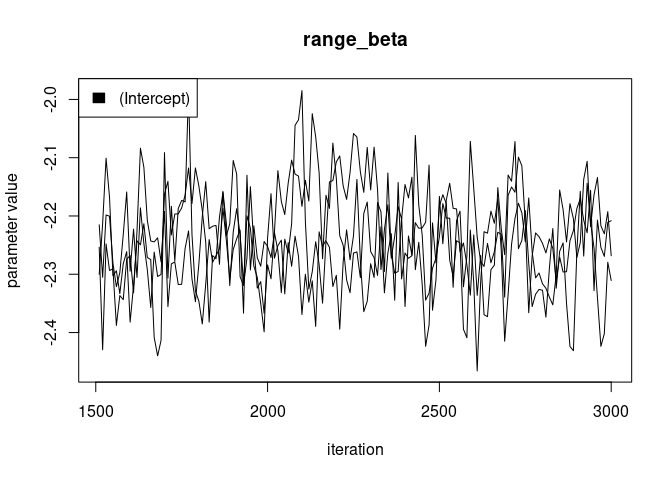 range_beta
(Intercept)
parameter value
-2.0
-2.1
-2.2
-2.3
-2.4
1500 2000 2500 3000
iteration